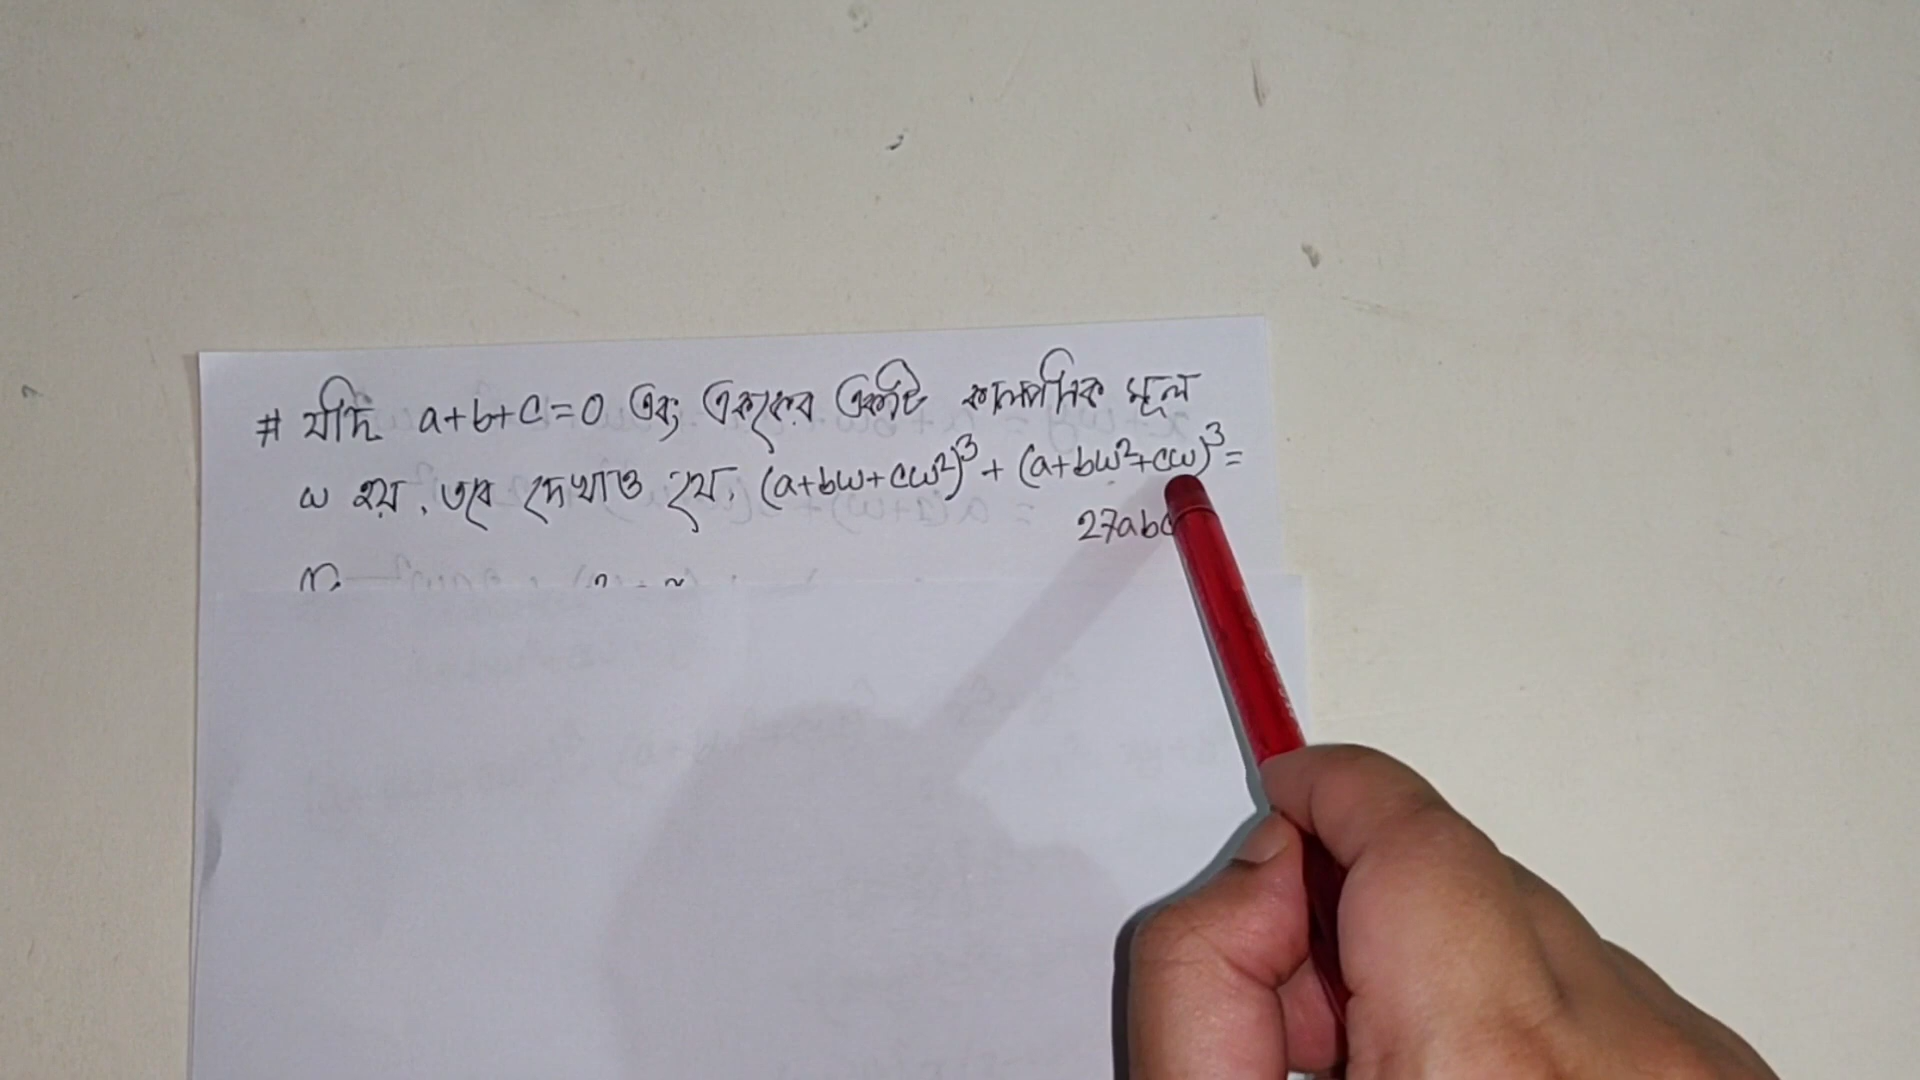 # যদি a+b+c=0 এবং এককের একটি কাল্পনিক মূল
ω হয়, তবে দেখাও যে, (a+bω+cω²)³ + (a+bω²+cω)³ =
27abc